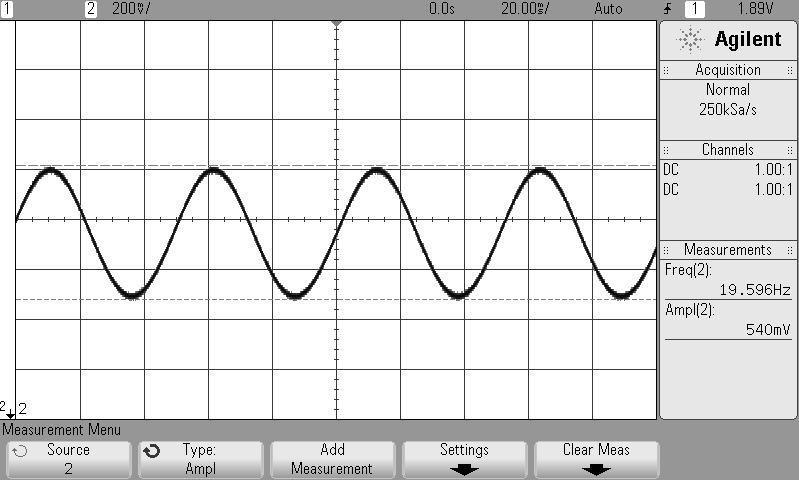 1 2 200mV/ 0.0s 20.00ms/ Auto 1 1.89V
Agilent
Acquisition
Normal
250kSa/s
Channels
DC 1.00:1
DC 1.00:1
Measurements
Freq(2):
19.596Hz
Ampl(2):
540mV
2 2
Measurement Menu
Source
2
Type:
Ampl
Add
Measurement
Settings
Clear Meas